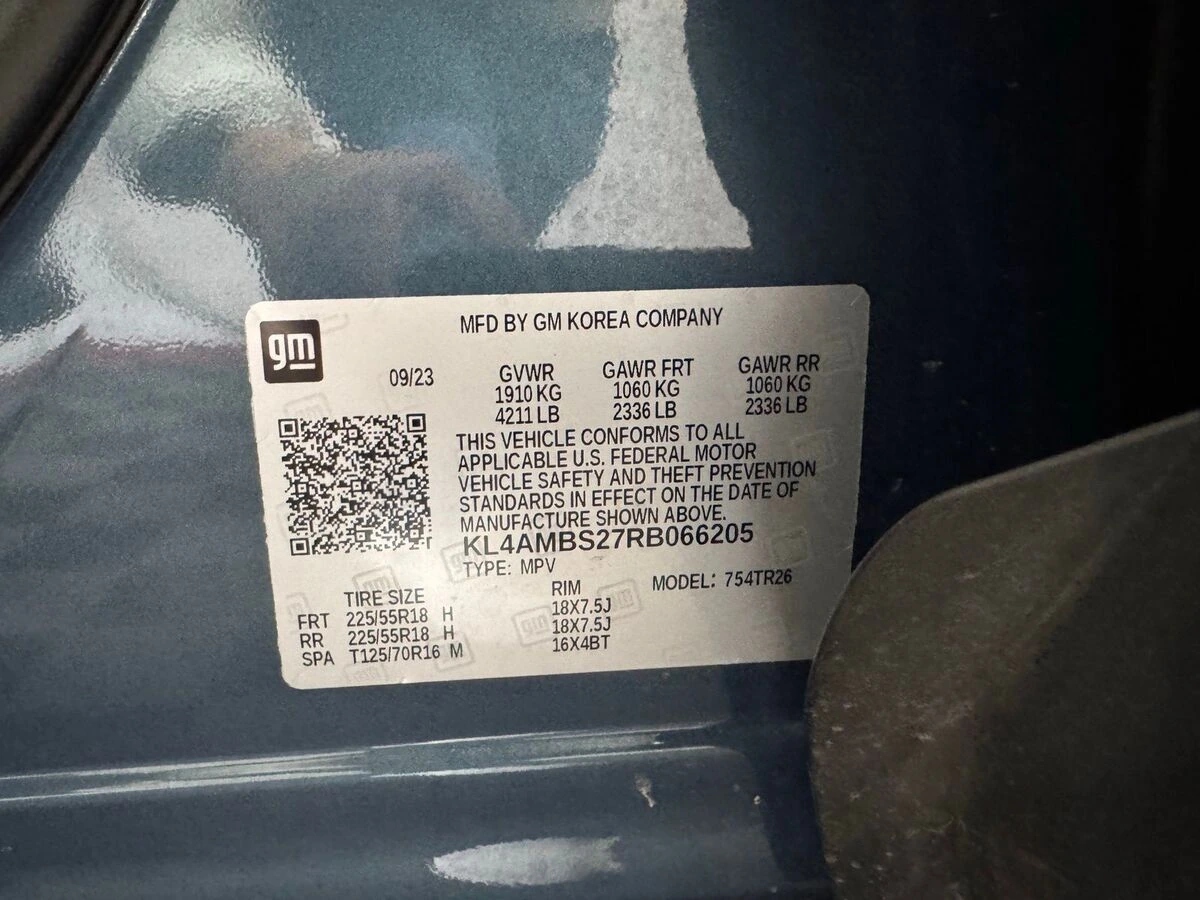 MFD BY GM KOREA COMPANY
gm
09/23
GVWR GAWR FRT GAWR RR
1910 KG 1060 KG 1060 KG
4211 LB 2336 LB 2336 LB
THIS VEHICLE CONFORMS TO ALL
APPLICABLE U.S. FEDERAL MOTOR
VEHICLE SAFETY AND THEFT PREVENTION
STANDARDS IN EFFECT ON THE DATE OF
MANUFACTURE SHOWN ABOVE.
KL4AMBS27RB066205
TYPE: MPV MODEL: 754TR26
TIRE SIZE RIM
FRT 225/55R18 H 18X7.5J
RR 225/55R18 H 18X7.5J
SPA T125/70R16 M 16X4BT